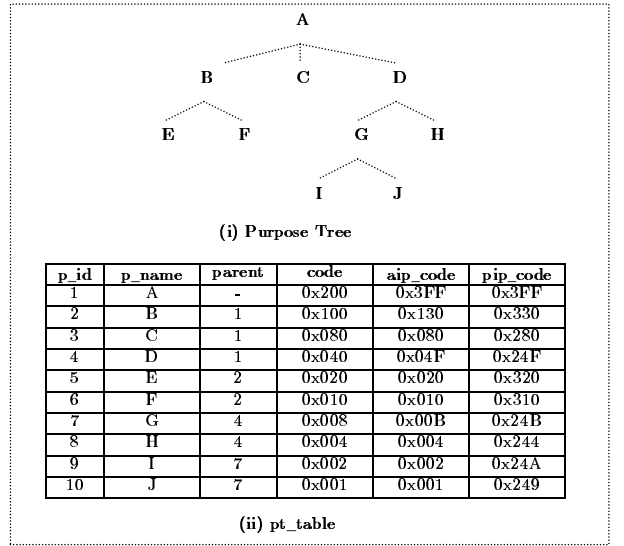 A
B C D
E F G H
I J
(i) Purpose Tree
p_id p_name parent code aip_code pip_code
1 A - 0x200 0x3FF 0x3FF
2 B 1 0x100 0x130 0x330
3 C 1 0x080 0x080 0x280
4 D 1 0x040 0x04F 0x24F
5 E 2 0x020 0x020 0x320
6 F 2 0x010 0x010 0x310
7 G 4 0x008 0x00B 0x24B
8 H 4 0x004 0x004 0x244
9 I 7 0x002 0x002 0x24A
10 J 7 0x001 0x001 0x249
(ii) pt_table